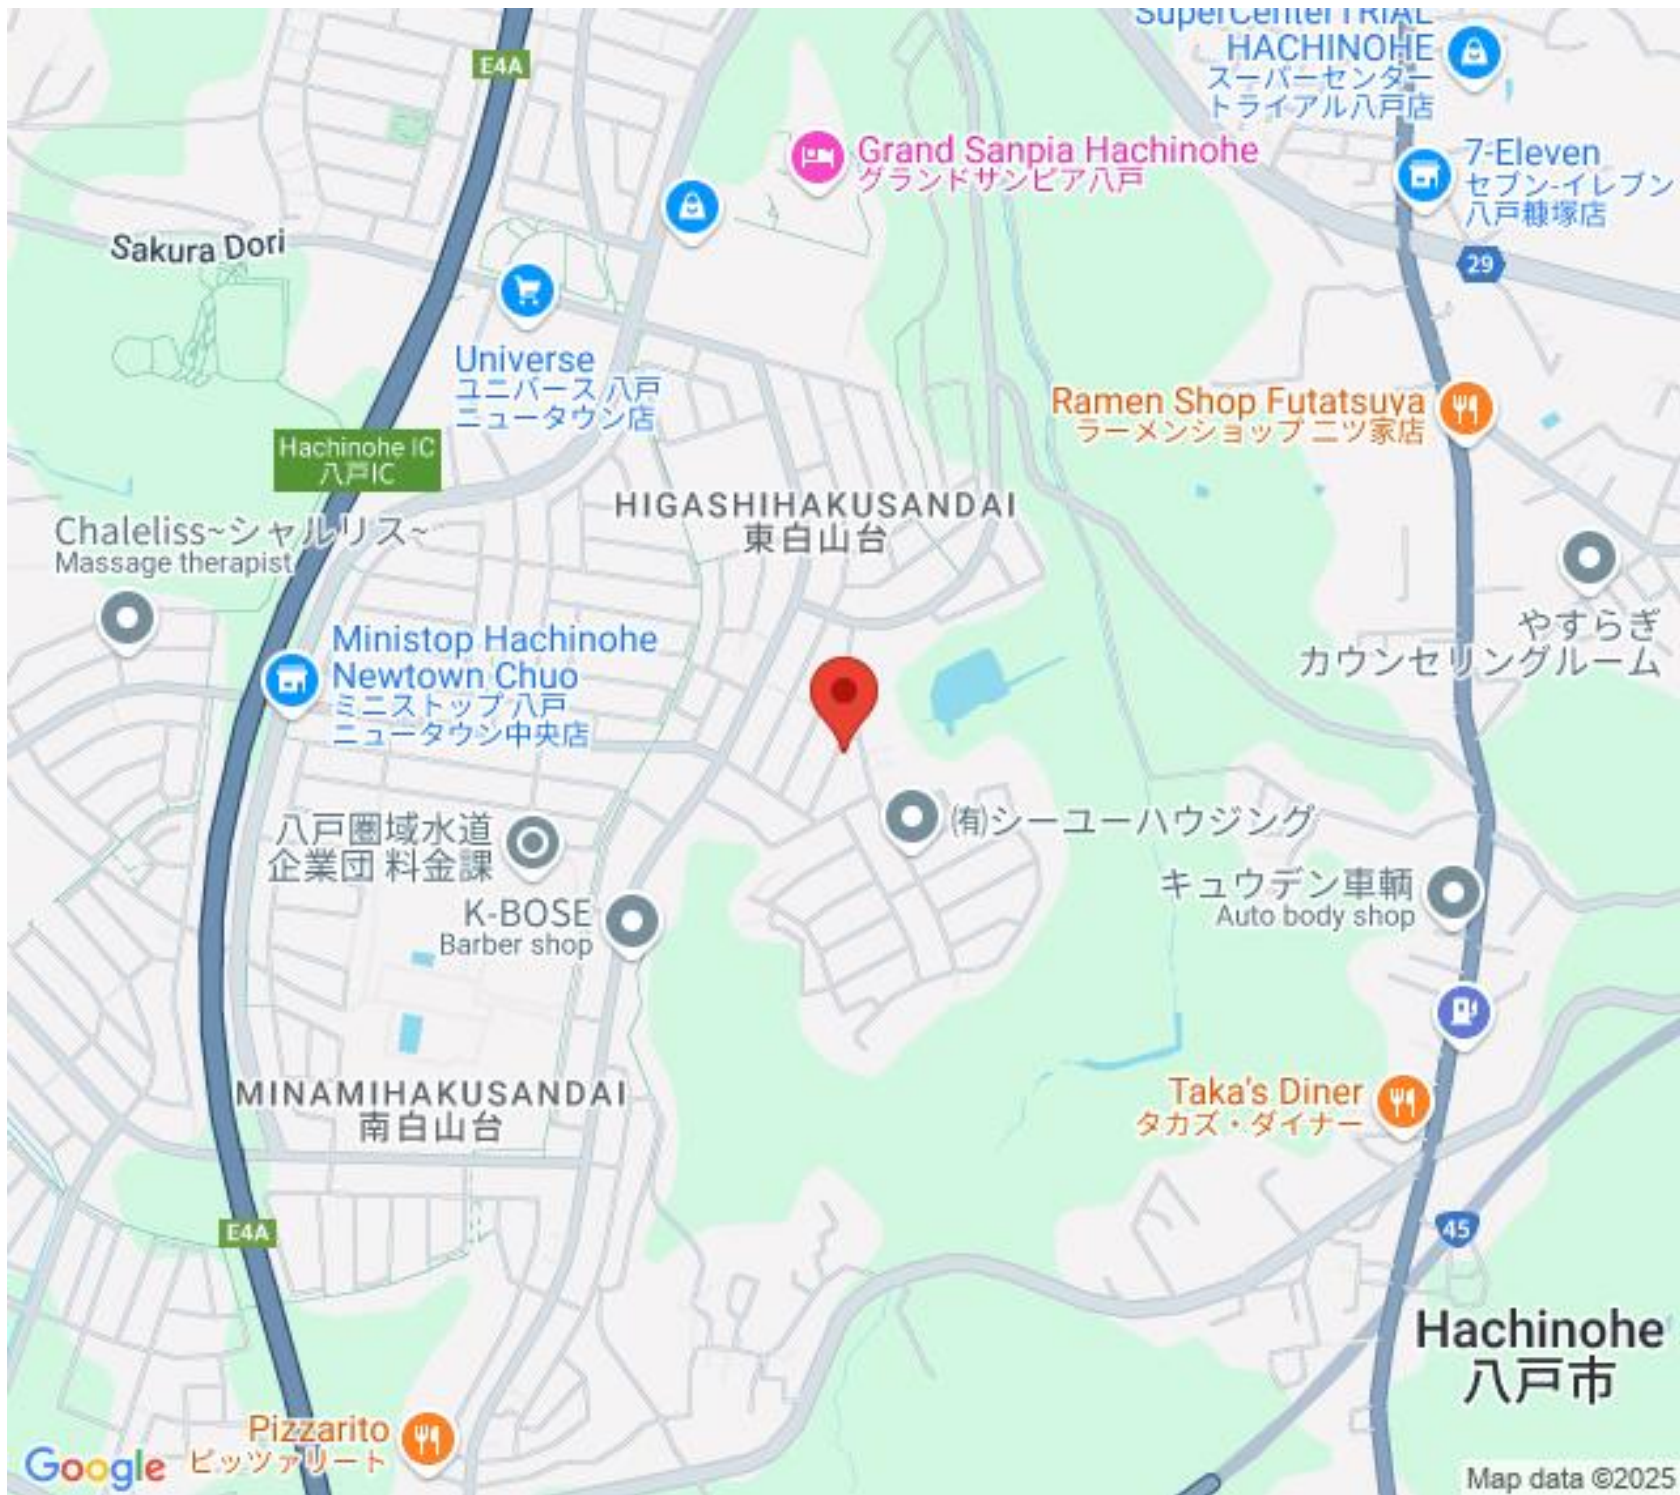 SuperCenterTRIAL
HACHINOHE
スーパーセンター
トライアル八戸店
E4A
Grand Sanpia Hachinohe
グランドサンピア八戸
7-Eleven
セブン-イレブン
八戸糠塚店
Sakura Dori
29
Universe
ユニバース 八戸
ニュータウン店
Ramen Shop Futatsuya
ラーメンショップ 二ツ家店
Hachinohe IC
八戸IC
HIGASHIHAKUSANDAI
東白山台
Chaleliss~シャルリス~
Massage therapist
やすらぎ
カウンセリングルーム
Ministop Hachinohe
Newtown Chuo
ミニストップ 八戸
ニュータウン中央店
八戸圏域水道
企業団 料金課
㈲シーユーハウジング
キュウデン車輌
Auto body shop
K-BOSE
Barber shop
MINAMIHAKUSANDAI
南白山台
Taka's Diner
タカズ・ダイナー
E4A
45
Hachinohe
八戸市
Pizzarito
ピッツァリート
Google
Map data ©2025